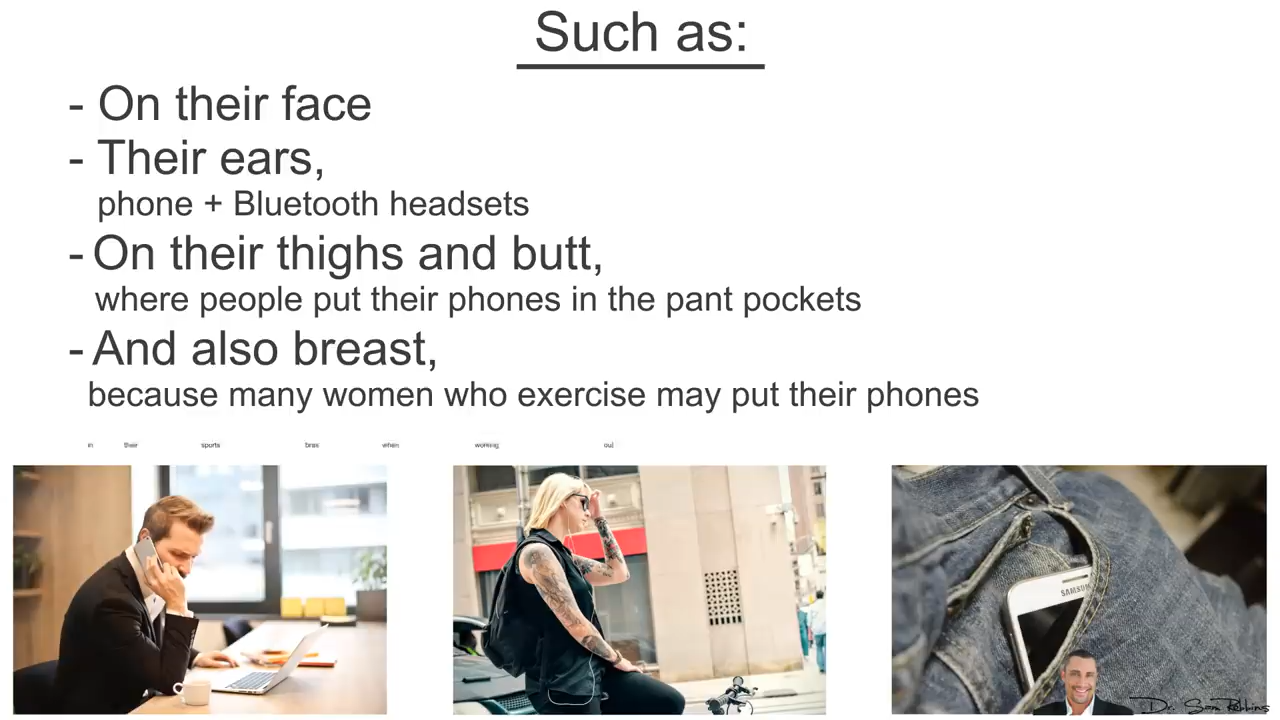 Such as:
- On their face
- Their ears,
phone + Bluetooth headsets
- On their thighs and butt,
where people put their phones in the pant pockets
- And also breast,
because many women who exercise may put their phones
in their sports bras when working out
SAMSUNG
Dr. Sam Robbins